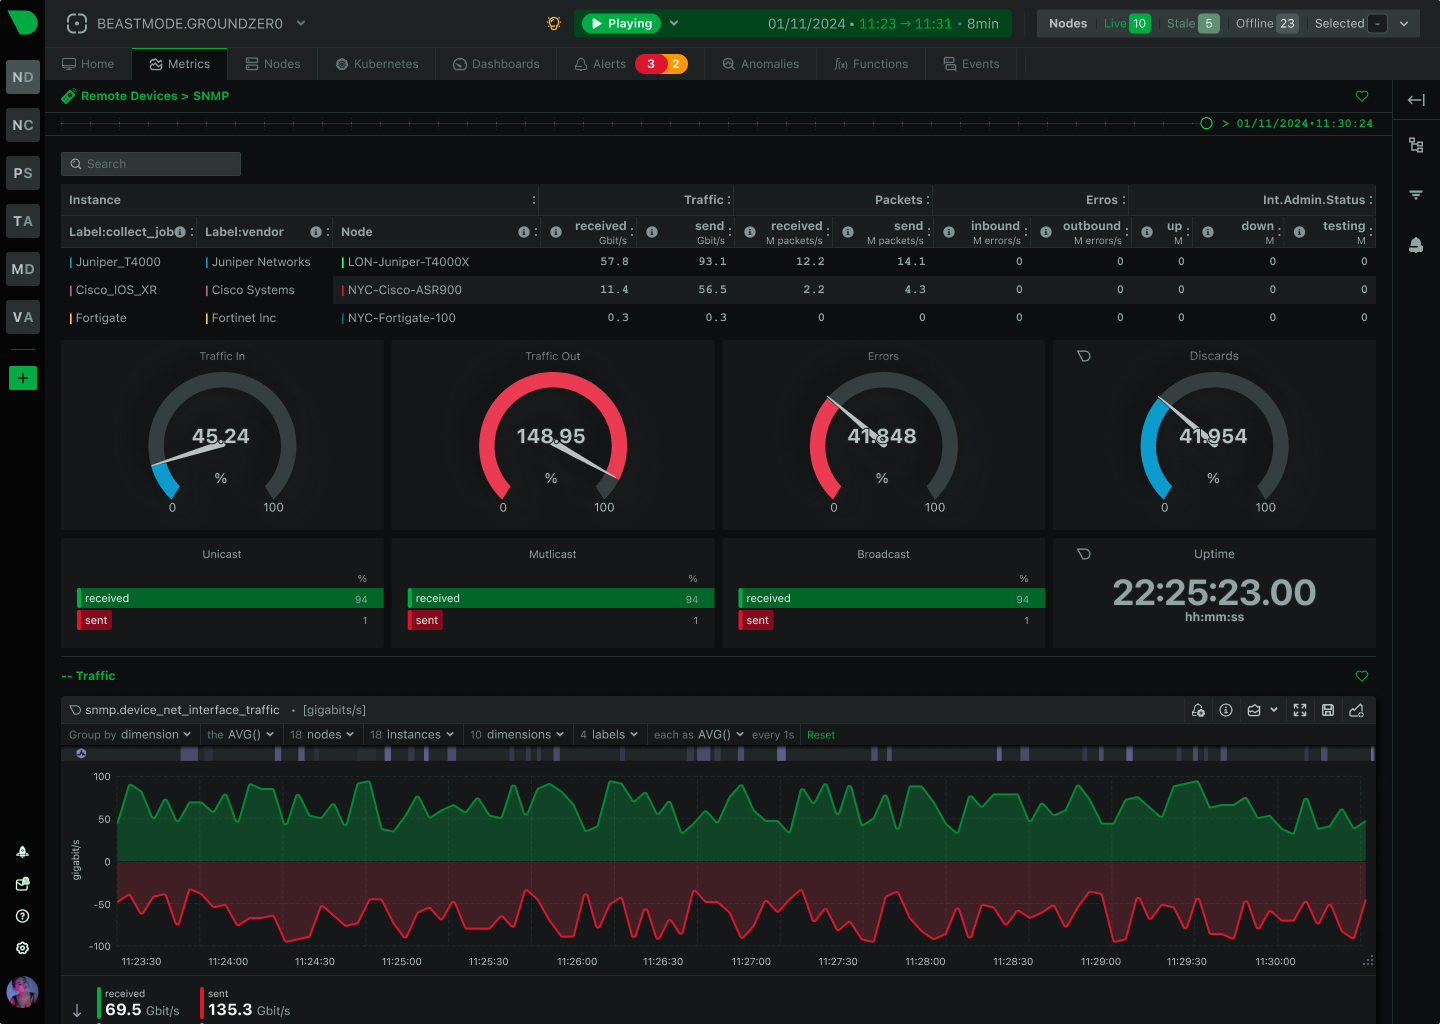 BEASTMODE.GROUNDZER0
Playing
01/11/2024 • 11:23 → 11:31 • 8min
Nodes Live 10 Stale 5 Offline 23 Selected -
ND
NC
PS
TA
MD
VA
+
Home Metrics Nodes Kubernetes Dashboards Alerts 3 2 Anomalies f(x) Functions Events
Remote Devices > SNMP
> 01/11/2024•11:30:24
Search
Instance Traffic Packets Erros Int.Admin.Status
Label:collect_job Label:vendor Node received Gbit/s send Gbit/s received M packets/s send M packets/s inbound M errors/s outbound M errors/s up M down M testing M
Juniper_T4000 Juniper Networks LON-Juniper-T4000X 57.8 93.1 12.2 14.1 0 0 0 0 0
Cisco_IOS_XR Cisco Systems NYC-Cisco-ASR900 11.4 56.5 2.2 4.3 0 0 0 0 0
Fortigate Fortinet Inc NYC-Fortigate-100 0.3 0.3 0 0 0 0 0 0 0
Traffic In
45.24
%
0 100
Traffic Out
148.95
%
0 100
Errors
41.848
%
0 100
Discards
41.954
%
0 100
Unicast
%
received 94
sent 1
Mutlicast
%
received 94
sent 1
Broadcast
%
received 94
sent 1
Uptime
22:25:23.00
hh:mm:ss
-- Traffic
snmp.device_net_interface_traffic • [gigabits/s]
Group by dimension the AVG() 18 nodes 18 instances 10 dimensions 4 labels each as AVG() every 1s Reset
gigabit/s
100
50
0
-50
-100
11:23:30 11:24:00 11:24:30 11:25:00 11:25:30 11:26:00 11:26:30 11:27:00 11:27:30 11:28:00 11:28:30 11:29:00 11:29:30 11:30:00
received
69.5 Gbit/s
sent
135.3 Gbit/s